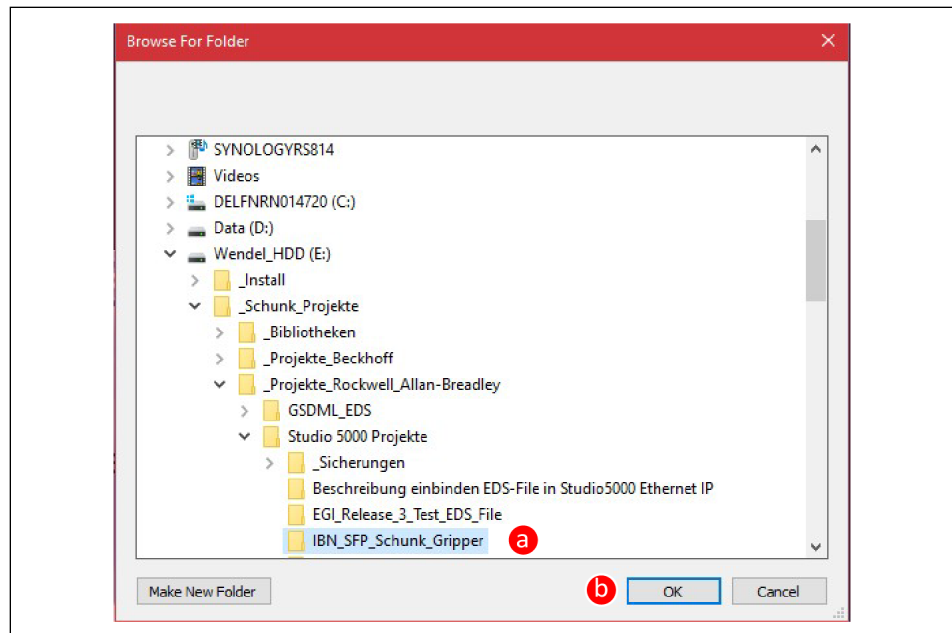 Browse For Folder
SYNOLOGYRS814
Videos
DELFNRN014720 (C:)
Data (D:)
Wendel_HDD (E:)
_Install
_Schunk_Projekte
_Bibliotheken
_Projekte_Beckhoff
_Projekte_Rockwell_Allan-Breadley
GSDML_EDS
Studio 5000 Projekte
_Sicherungen
Beschreibung einbinden EDS-File in Studio5000 Ethernet IP
EGI_Release_3_Test_EDS_File
IBN_SFP_Schunk_Gripper a
Make New Folder b OK Cancel